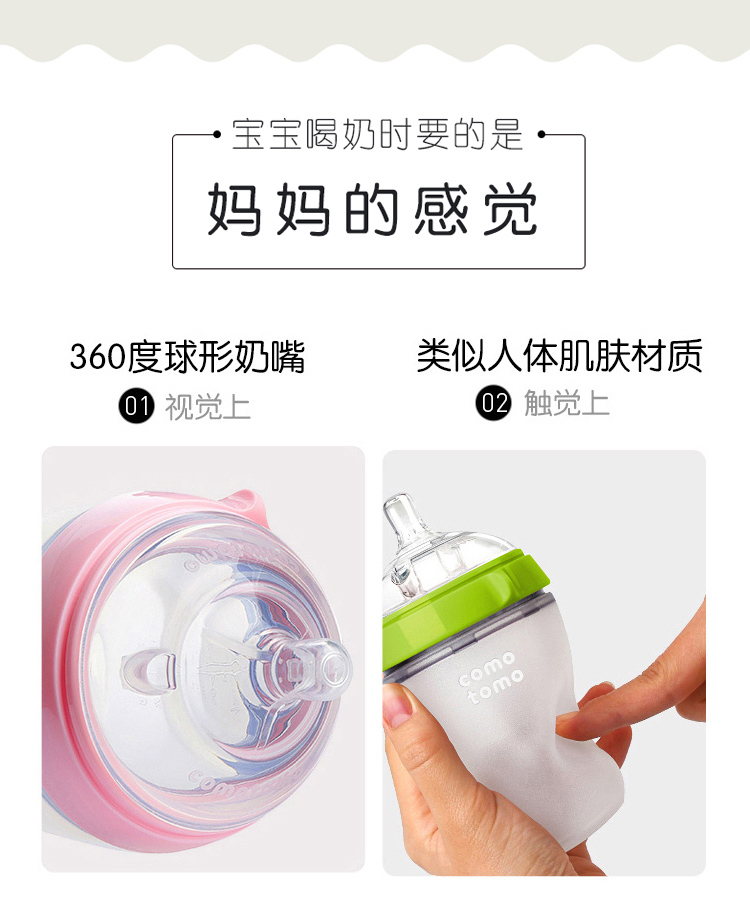 宝宝喝奶时要的是
妈妈的感觉
360度球形奶嘴
01 视觉上
类似人体肌肤材质
02 触觉上
como
tomo